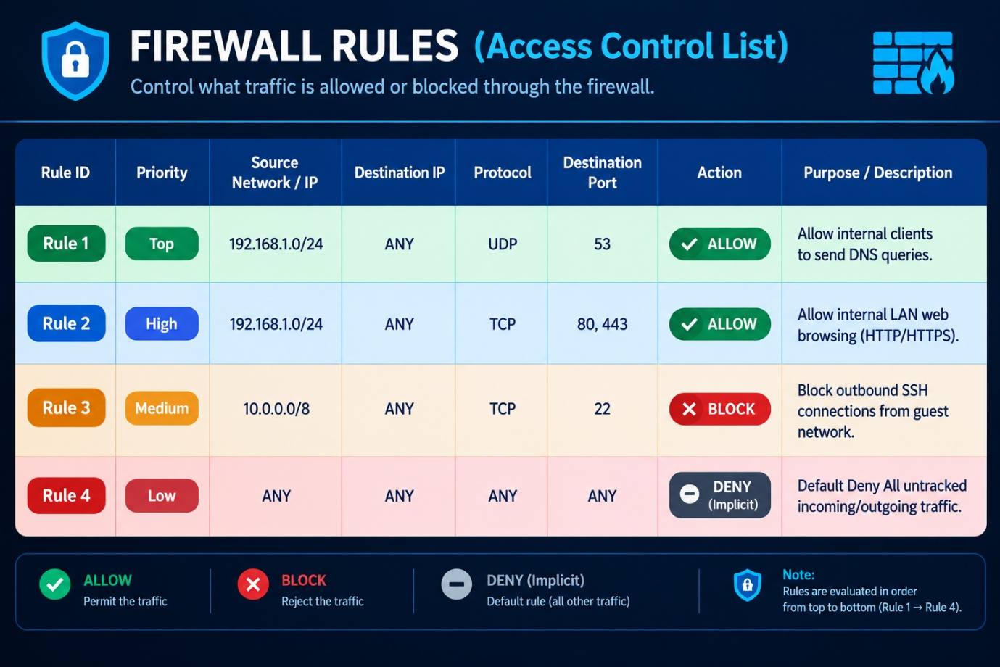 FIREWALL RULES (Access Control List)
Control what traffic is allowed or blocked through the firewall.
Rule ID
Priority
Source
Network / IP
Destination IP
Protocol
Destination
Port
Action
Purpose / Description
Rule 1
Top
192.168.1.0/24
ANY
UDP
53
ALLOW
Allow internal clients
to send DNS queries.
Rule 2
High
192.168.1.0/24
ANY
TCP
80, 443
ALLOW
Allow internal LAN web
browsing (HTTP/HTTPS).
Rule 3
Medium
10.0.0.0/8
ANY
TCP
22
BLOCK
Block outbound SSH
connections from guest
network.
Rule 4
Low
ANY
ANY
ANY
ANY
DENY
(Implicit)
Default Deny All untracked
incoming/outgoing traffic.
ALLOW
Permit the traffic
BLOCK
Reject the traffic
DENY (Implicit)
Default rule (all other traffic)
Note:
Rules are evaluated in order
from top to bottom (Rule 1 → Rule 4).